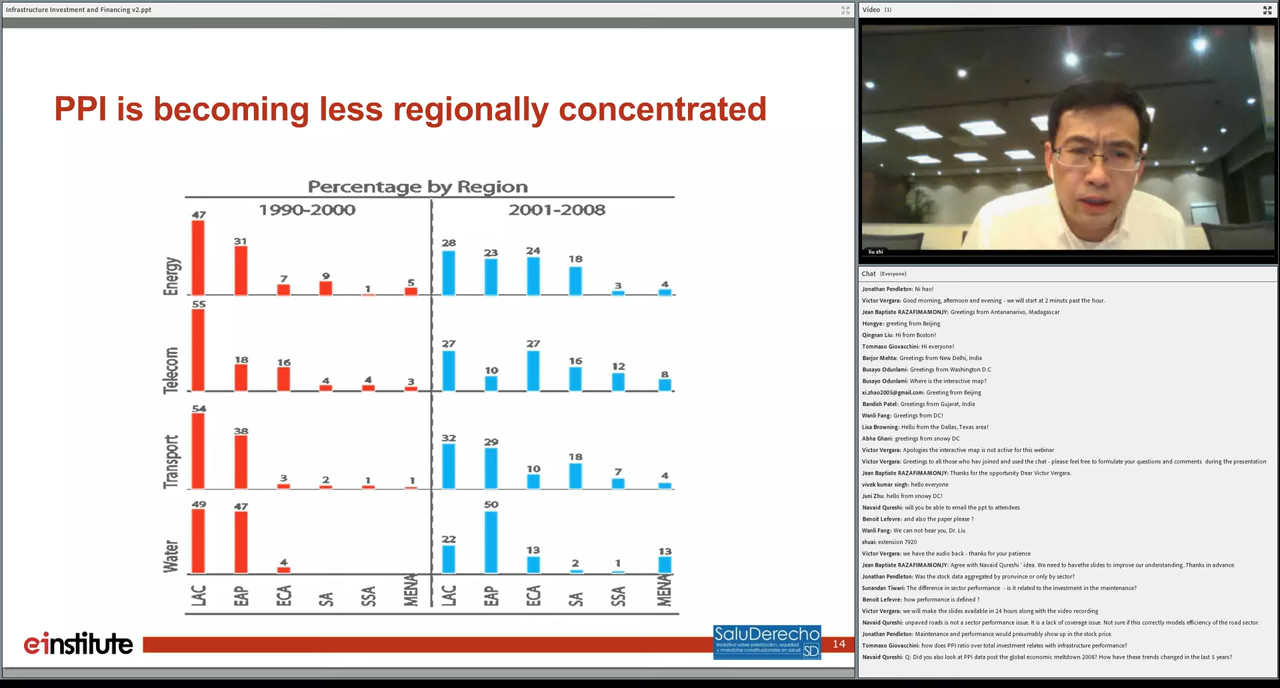 Infrastructure Investment and Financing v2.ppt
PPI is becoming less regionally concentrated
Percentage by Region
1990-2000 2001-2008
Energy
47 31 7 9 1 5 28 23 24 18 3 4
Telecom
55 18 16 4 4 3 27 10 27 16 12 8
Transport
54 38 3 2 1 1 32 29 10 18 7 4
Water
49 47 4 22 50 13 2 1 13
LAC EAP ECA SA SSA MENA LAC EAP ECA SA SSA MENA
einstitute
SaluDerecho
SD
14
Video (1)
liu zhi
Chat (Everyone)
Jonathan Pendleton: Ni hao!
Victor Vergara: Good morning, afternoon and evening - we will start at 2 minuts past the hour.
Jean Baptiste RAZAFIMAMONJY: Greetings from Antananarivo, Madagascar
Hongye: greeting from Beijing
Qingnan Liu: Hi from Boston!
Tommaso Giovacchini: Hi everyone!
Barjor Mehta: Greetings from New Delhi, India
Busayo Odunlami: Greetings from Washington D.C
Busayo Odunlami: Where is the interactive map?
xi.zhao2005@gmail.com: Greeting from Beijing
Bandish Patel: Greetings from Gujarat, India
Wanli Fang: Greetings from DC!
Lisa Browning: Hello from the Dallas, Texas area!
Abha Ghani: greetings from snowy DC
Victor Vergara: Apologies the interactive map is not active for this webinar
Victor Vergara: Greetings to all those who hav joined and used the chat - please feel free to formulate your questions and comments during the presentation
Jean Baptiste RAZAFIMAMONJY: Thanks for the opportunity Dear Victor Vergara.
vivek kumar singh: hello everyone
Juni Zhu: hello from snowy DC!
Navaid Qureshi: will you be able to email the ppt to attendees
Benoit Lefevre: and also the paper please ?
Wanli Fang: We can not hear you, Dr. Liu
shuai: extension 7920
Victor Vergara: we have the audio back - thanks for your patience
Jean Baptiste RAZAFIMAMONJY: Agree with Navaid Qureshi ' idea. We need to havethe slides to improve our understanding..Thanks in advance.
Jonathan Pendleton: Was the stock data aggregated by pronvince or only by sector?
Sunandan Tiwari: The difference in sector performance - is it related to the investment in the maintenance?
Benoit Lefevre: how performance is defined ?
Victor Vergara: we will make the slides available in 24 hours along with the video recording
Navaid Qureshi: unpaved roads is not a sector performance issue. It is a lack of coverage issue. Not sure if this correctly models efficiency of the road sector.
Jonathan Pendleton: Maintenance and performance would presumably show up in the stock price.
Tommaso Giovacchini: how does PPI ratio over total investment relates with infrastructure performance?
Navaid Qureshi: Q: Did you also look at PPI data post the global economic meltdown 2008? How have these trends changed in the last 5 years?